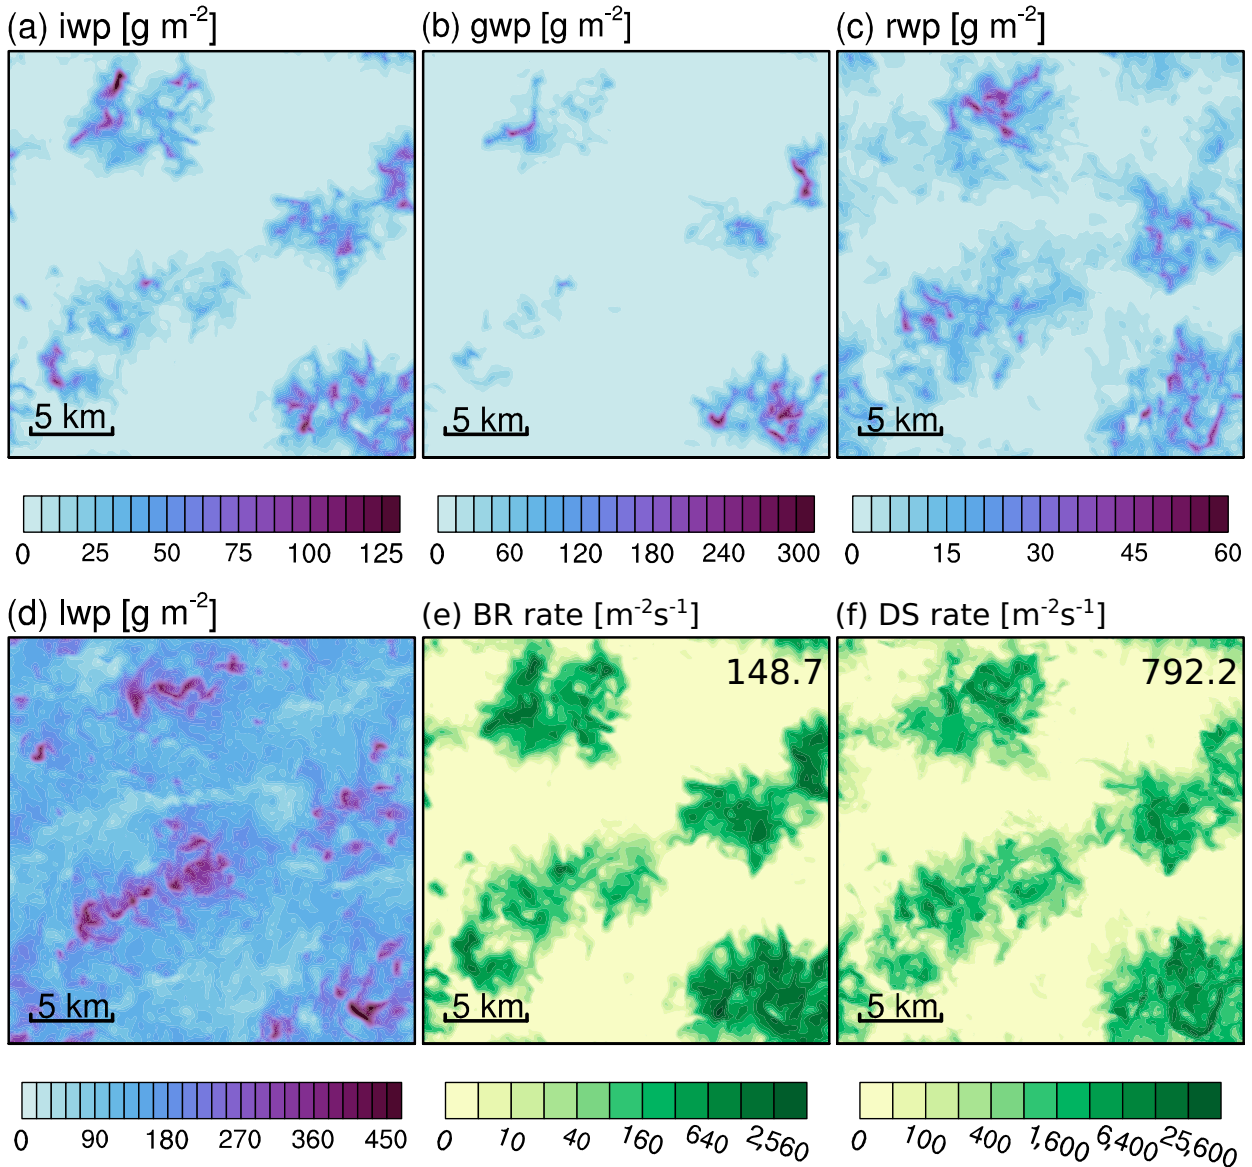 (a) iwp [g m⁻²]
(b) gwp [g m⁻²]
(c) rwp [g m⁻²]
5 km
5 km
5 km
0 25 50 75 100 125
0 60 120 180 240 300
0 15 30 45 60
(d) lwp [g m⁻²]
(e) BR rate [m⁻²s⁻¹]
(f) DS rate [m⁻²s⁻¹]
148.7
792.2
5 km
5 km
5 km
0 90 180 270 360 450
0 10 40 160 640 2,560
0 100 400 1,600 6,400 25,600